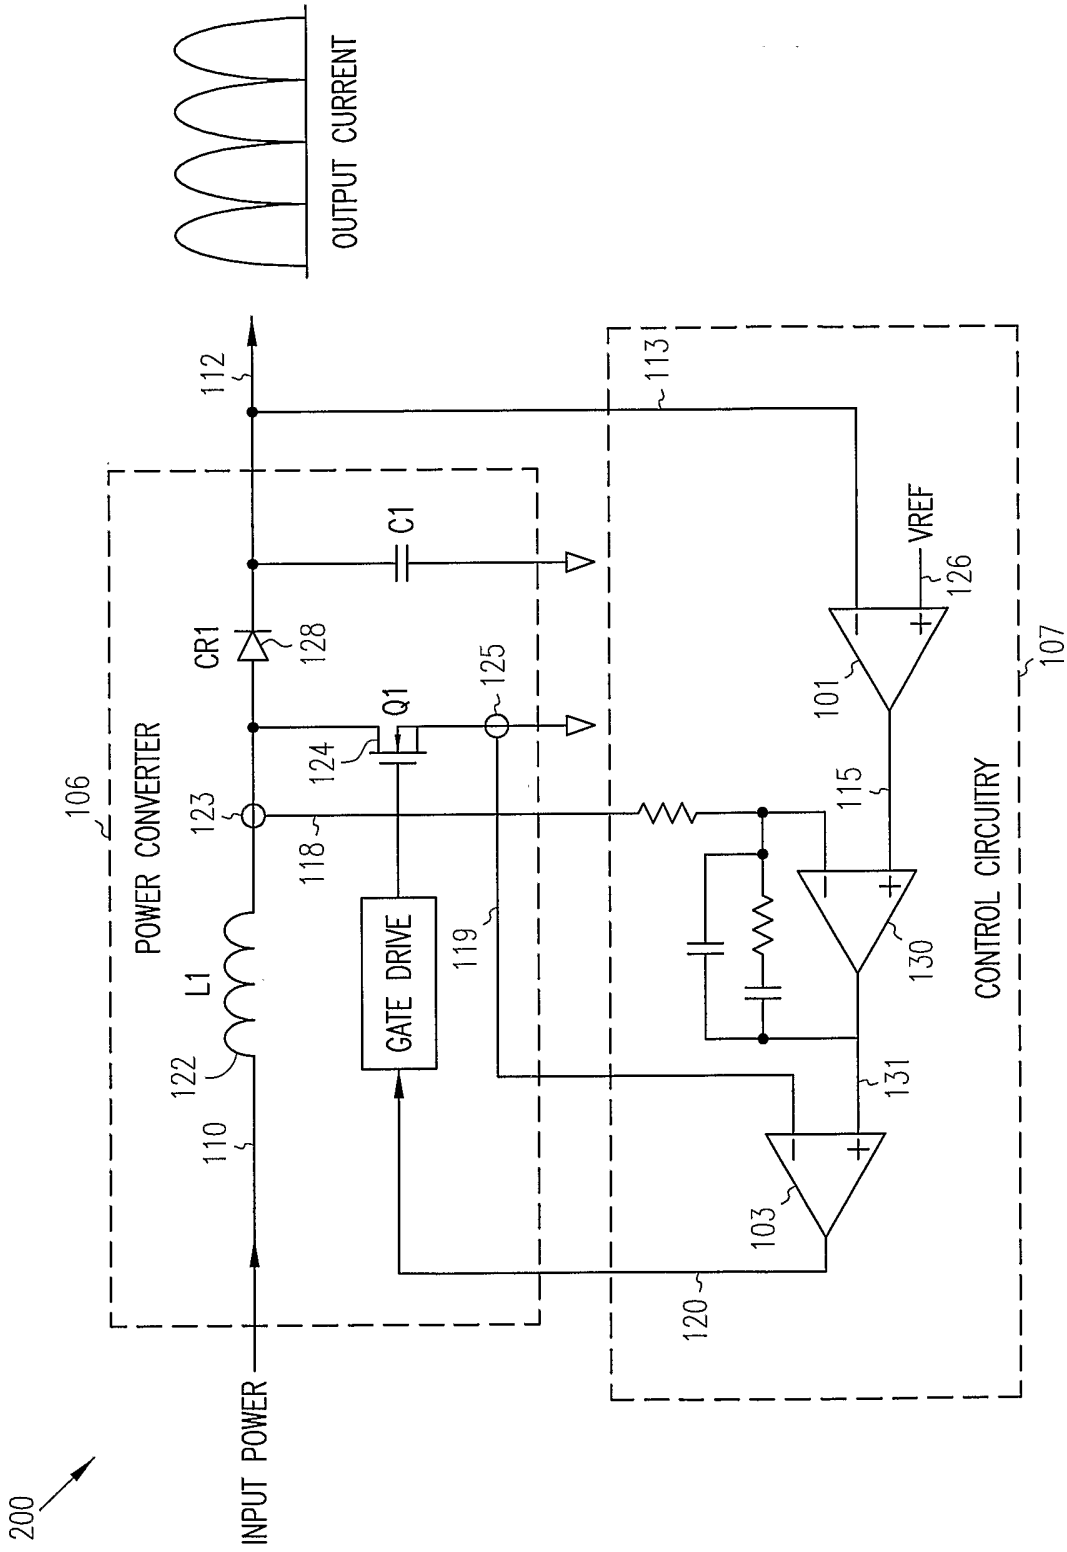 200
INPUT POWER
110
122
L1
106
POWER CONVERTER
123
CR1
128
112
OUTPUT CURRENT
118
GATE DRIVE
124
Q1
125
C1
119
113
120
103
131
130
115
101
VREF
126
CONTROL CIRCUITRY
107